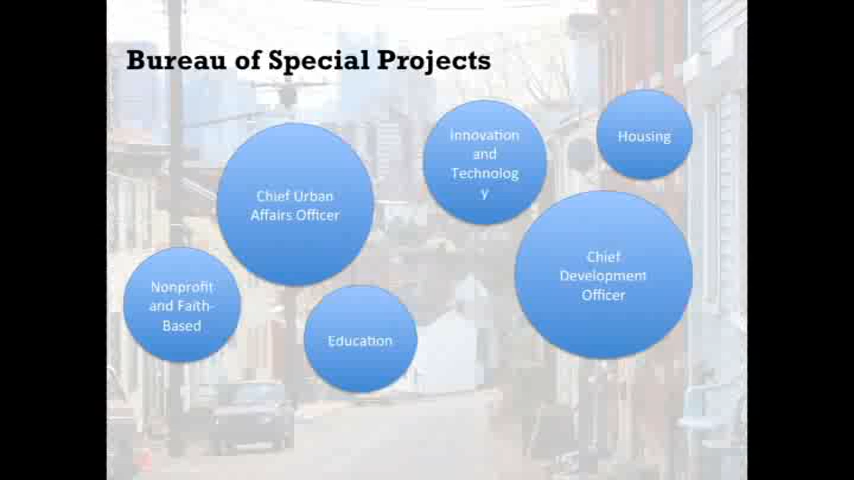 Bureau of Special Projects
Innovation
and
Technolog
y
Housing
Chief Urban
Affairs Officer
Chief
Development
Officer
Nonprofit
and Faith-
Based
Education